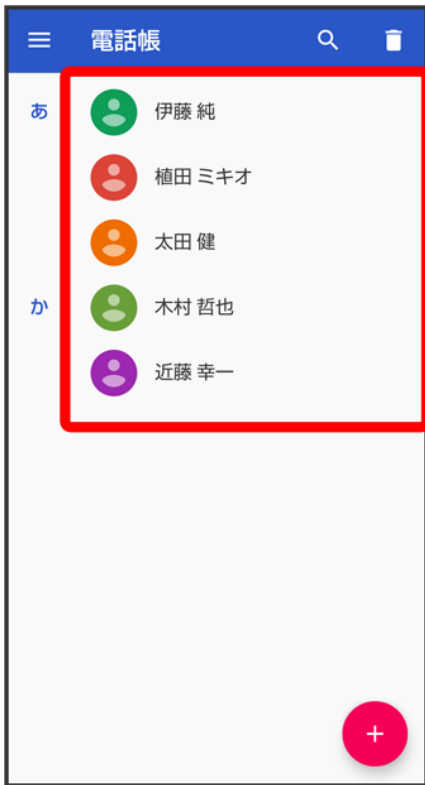 電話帳
あ
伊藤 純
植田 ミキオ
太田 健
か
木村 哲也
近藤 幸一